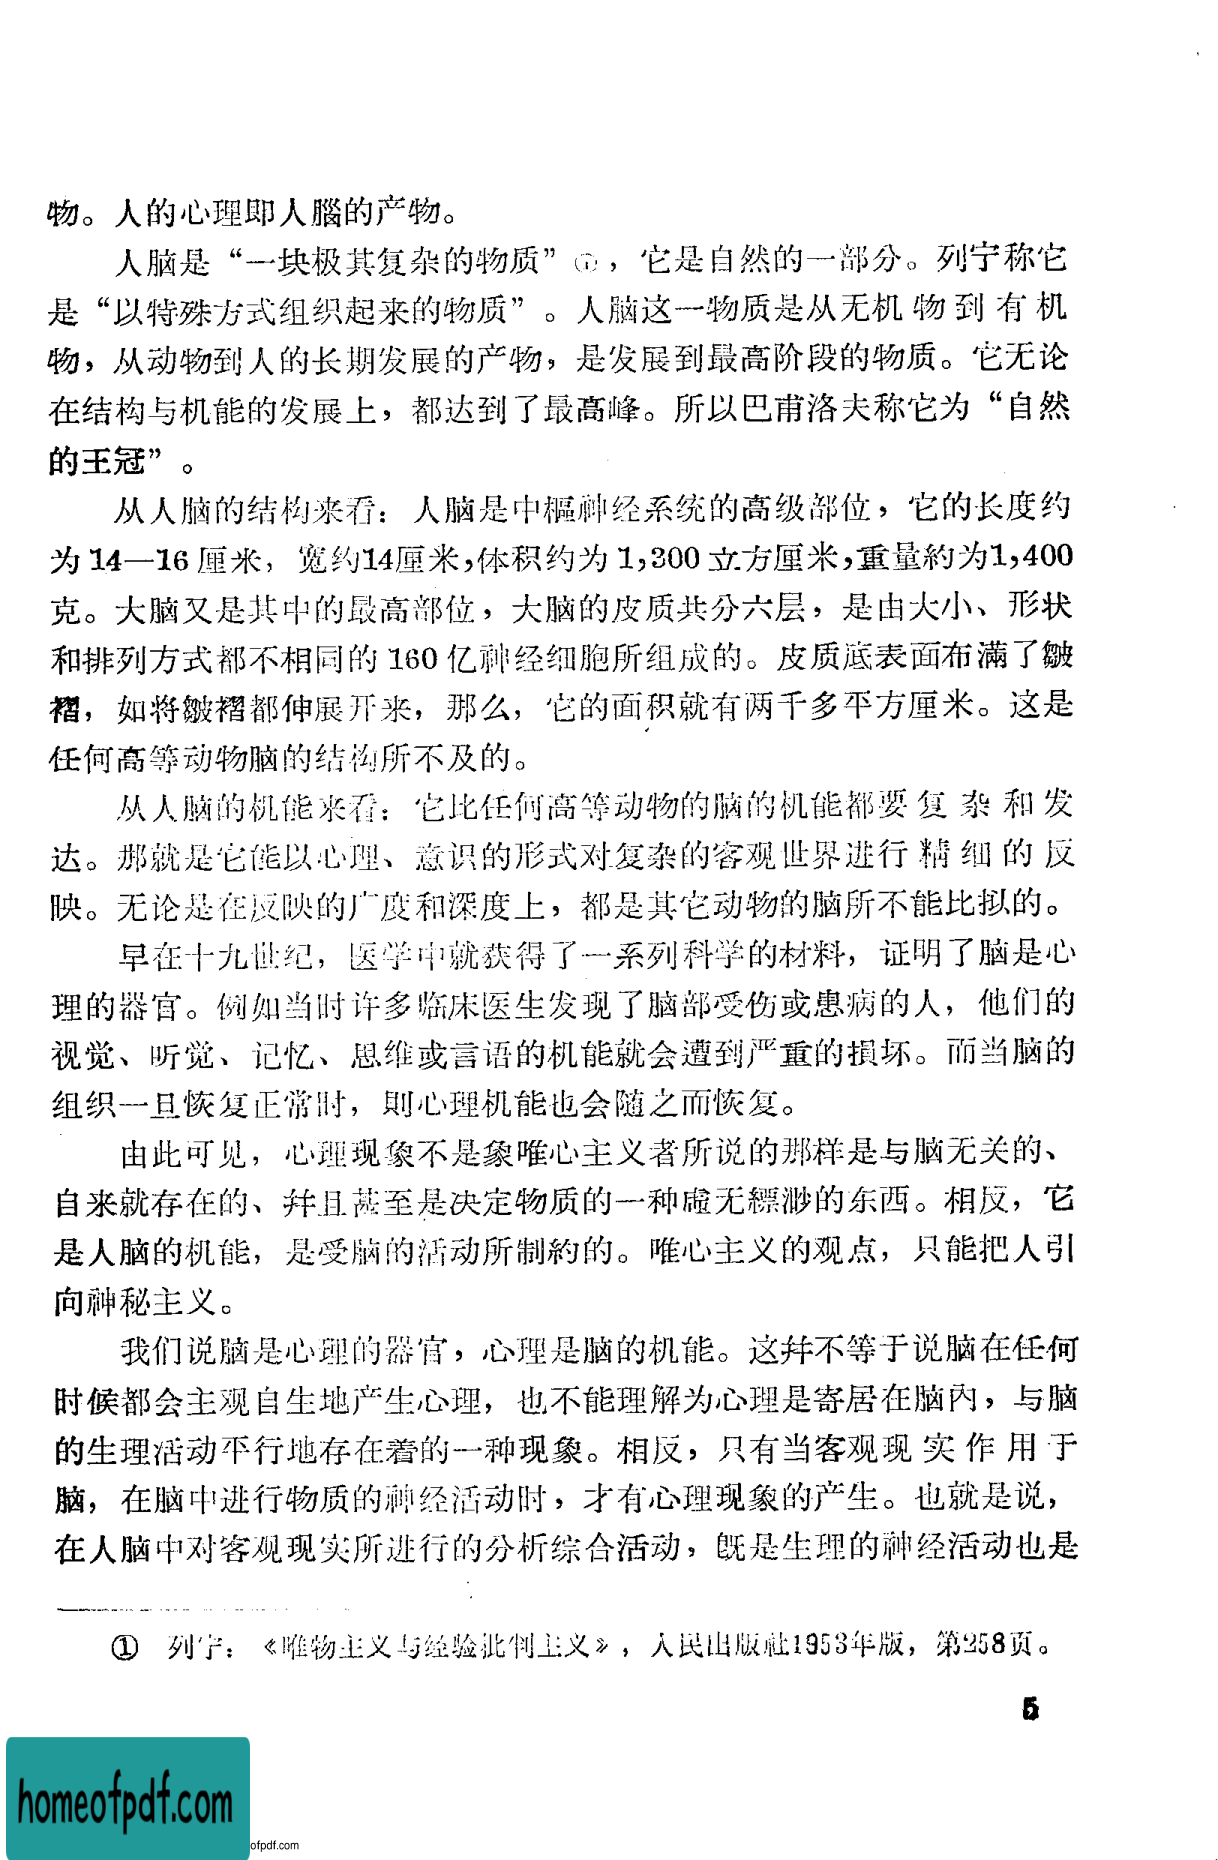 物。人的心理即人腦的产物。
人脑是“一块极其复杂的物质”①，它是自然的一部分。列宁称它
是“以特殊方式组织起来的物质”。人脑这一物质是从无机物到有机
物，从动物到人的长期发展的产物，是发展到最高阶段的物质。它无论
在结构与机能的发展上，都达到了最高峰。所以巴甫洛夫称它为“自然
的王冠”。
从人脑的结构来看：人脑是中樞神经系统的高级部位，它的长度约
为14—16厘米，宽约14厘米，体积约为1,300立方厘米，重量約为1,400
克。大脑又是其中的最高部位，大脑的皮质共分六层，是由大小、形状
和排列方式都不相同的160亿神经细胞所组成的。皮质底表面布滿了皺
褶，如将皺褶都伸展开来，那么，它的面积就有两千多平方厘米。这是
任何高等动物脑的结构所不及的。
从人脑的机能来看：它比任何高等动物的脑的机能都要复杂和发
达。那就是它能以心理、意识的形式对复杂的客观世界进行精细的反
映。无论是在反映的广度和深度上，都是其它动物的脑所不能比拟的。
早在十九世纪，医学中就获得了一系列科学的材料，证明了脑是心
理的器官。例如当时许多临床医生发现了脑部受伤或患病的人，他们的
视觉、听觉、记忆、思维或言语的机能就会遭到严重的損坏。而当脑的
组织一旦恢复正常时，則心理机能也会随之而恢复。
由此可见，心理现象不是象唯心主义者所说的那样是与脑无关的、
自来就存在的、幷且甚至是决定物质的一种虚无縹渺的东西。相反，它
是人脑的机能，是受脑的活动所制約的。唯心主义的观点，只能把人引
向神秘主义。
我们说脑是心理的器官，心理是脑的机能。这幷不等于说脑在任何
时候都会主观自生地产生心理，也不能理解为心理是寄居在脑內，与脑
的生理活动平行地存在着的一种现象。相反，只有当客观现实作用于
脑，在脑中进行物质的神经活动时，才有心理现象的产生。也就是说，
在人脑中对客观现实所进行的分析综合活动，既是生理的神经活动也是
① 列宁：《唯物主义与经验批判主义》，人民出版社1953年版，第258页。
5
homeofpdf.com
ofpdf.com